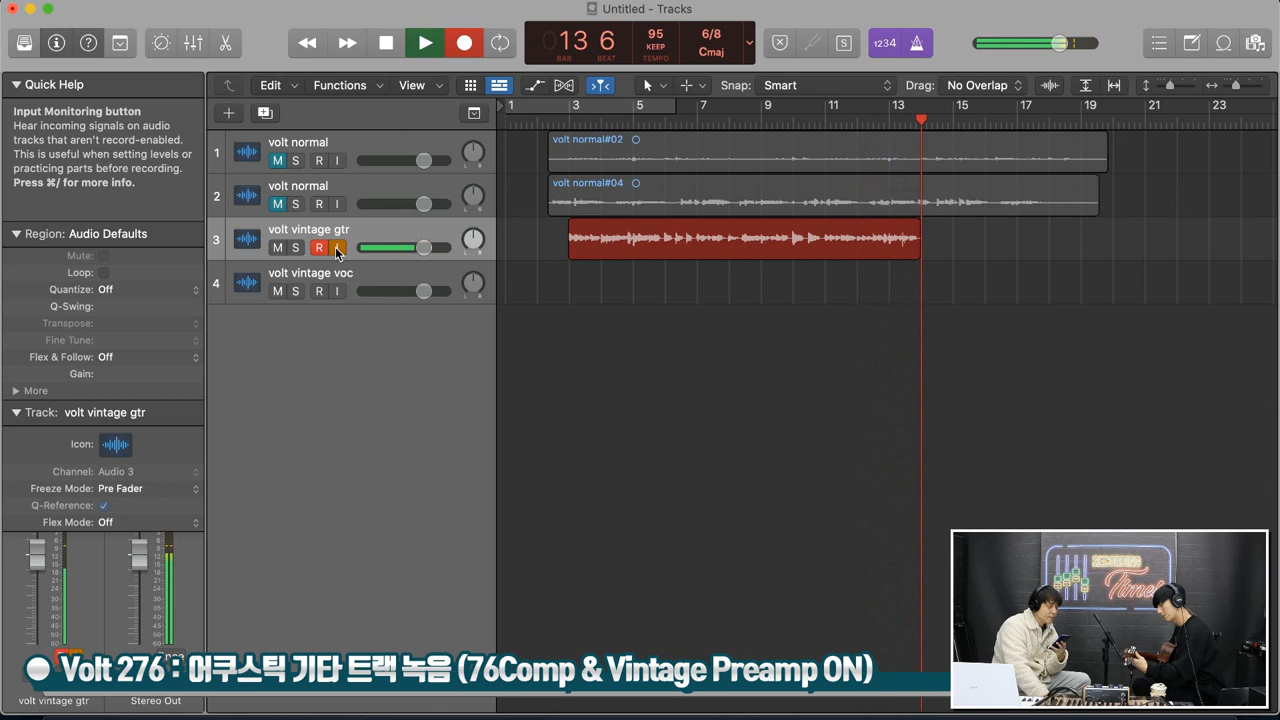 Untitled - Tracks
13 6
BAR BEAT
95
KEEP
TEMPO
6/8
Cmaj
1234
S
Quick Help
Input Monitoring button
Hear incoming signals on audio
tracks that aren't record-enabled.
This is useful when setting levels or
practicing parts before recording.
Press ⌘/ for more info.
Region: Audio Defaults
Mute:
Loop:
Quantize: Off
Q-Swing:
Transpose:
Fine Tune:
Flex & Follow: Off
Gain:
More
Track: volt vintage gtr
Icon:
Channel: Audio 3
Freeze Mode: Pre Fader
Q-Reference:
Flex Mode: Off
Edit Functions View Snap: Smart Drag: No Overlap
1 3 5 7 9 11 13 15 17 19 21 23
1 volt normal
M S R I
volt normal#02
2 volt normal
M S R I
volt normal#04
3 volt vintage gtr
M S R
4 volt vintage voc
M S R I
RECORDING
Time!
Volt 276 : 어쿠스틱 기타 트랙 녹음 (76Comp & Vintage Preamp ON)
volt vintage gtr Stereo Out